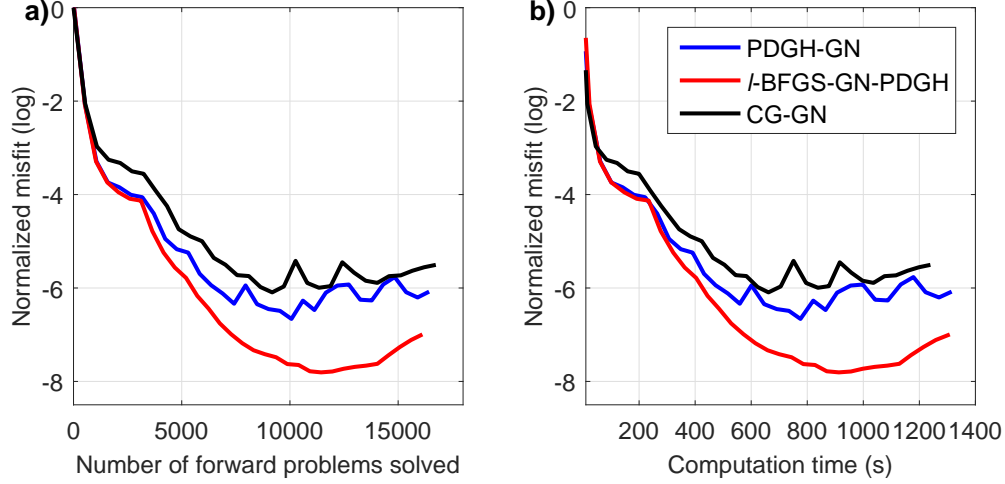 a)
0
-2
-4
-6
-8
Normalized misfit (log)
0
5000
10000
15000
Number of forward problems solved
b)
0
-2
-4
-6
-8
Normalized misfit (log)
200
400
600
800
1000
1200
1400
Computation time (s)
PDGH-GN
l-BFGS-GN-PDGH
CG-GN